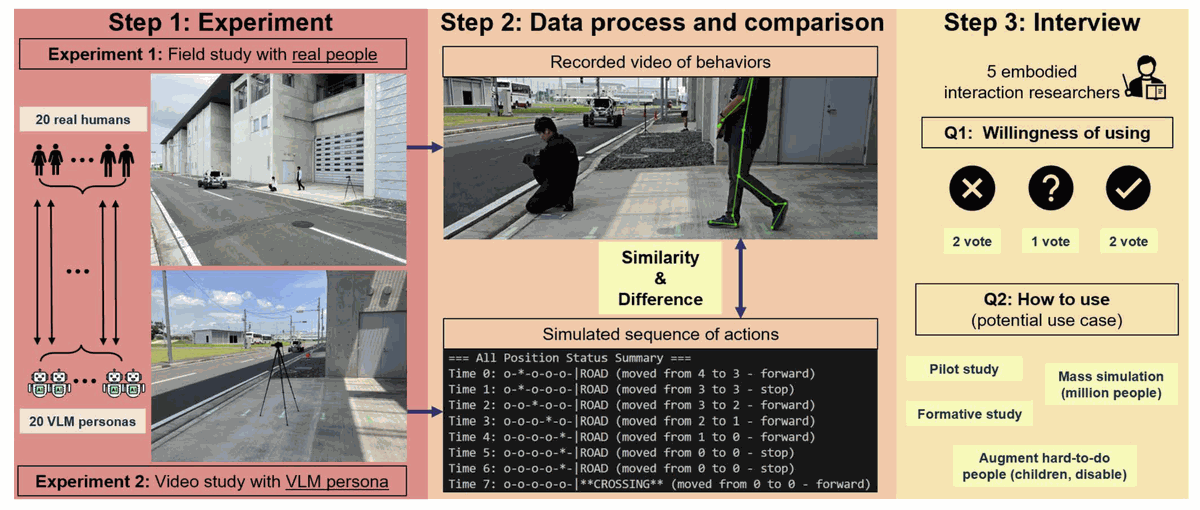 Step 1: Experiment
Experiment 1: Field study with real people
20 real humans
...
...
...
20 VLM personas
Experiment 2: Video study with VLM persona
Step 2: Data process and comparison
Recorded video of behaviors
Similarity
&
Difference
Simulated sequence of actions
=== All Position Status Summary ===
Time 0: o-*-o-o-o-|ROAD (moved from 4 to 3 - forward)
Time 1: o-*-o-o-o-|ROAD (moved from 3 to 3 - stop)
Time 2: o-o-*-o-o-|ROAD (moved from 3 to 2 - forward)
Time 3: o-o-o-*-o-|ROAD (moved from 2 to 1 - forward)
Time 4: o-o-o-o-*-|ROAD (moved from 1 to 0 - forward)
Time 5: o-o-o-o-*-|ROAD (moved from 0 to 0 - stop)
Time 6: o-o-o-o-*-|ROAD (moved from 0 to 0 - stop)
Time 7: o-o-o-o-o-|**CROSSING** (moved from 0 to 0 - forward)
Step 3: Interview
5 embodied
interaction researchers
Q1: Willingness of using
?
2 vote
1 vote
2 vote
Q2: How to use
(potential use case)
Pilot study
Mass simulation
(million people)
Formative study
Augment hard-to-do
people (children, disable)